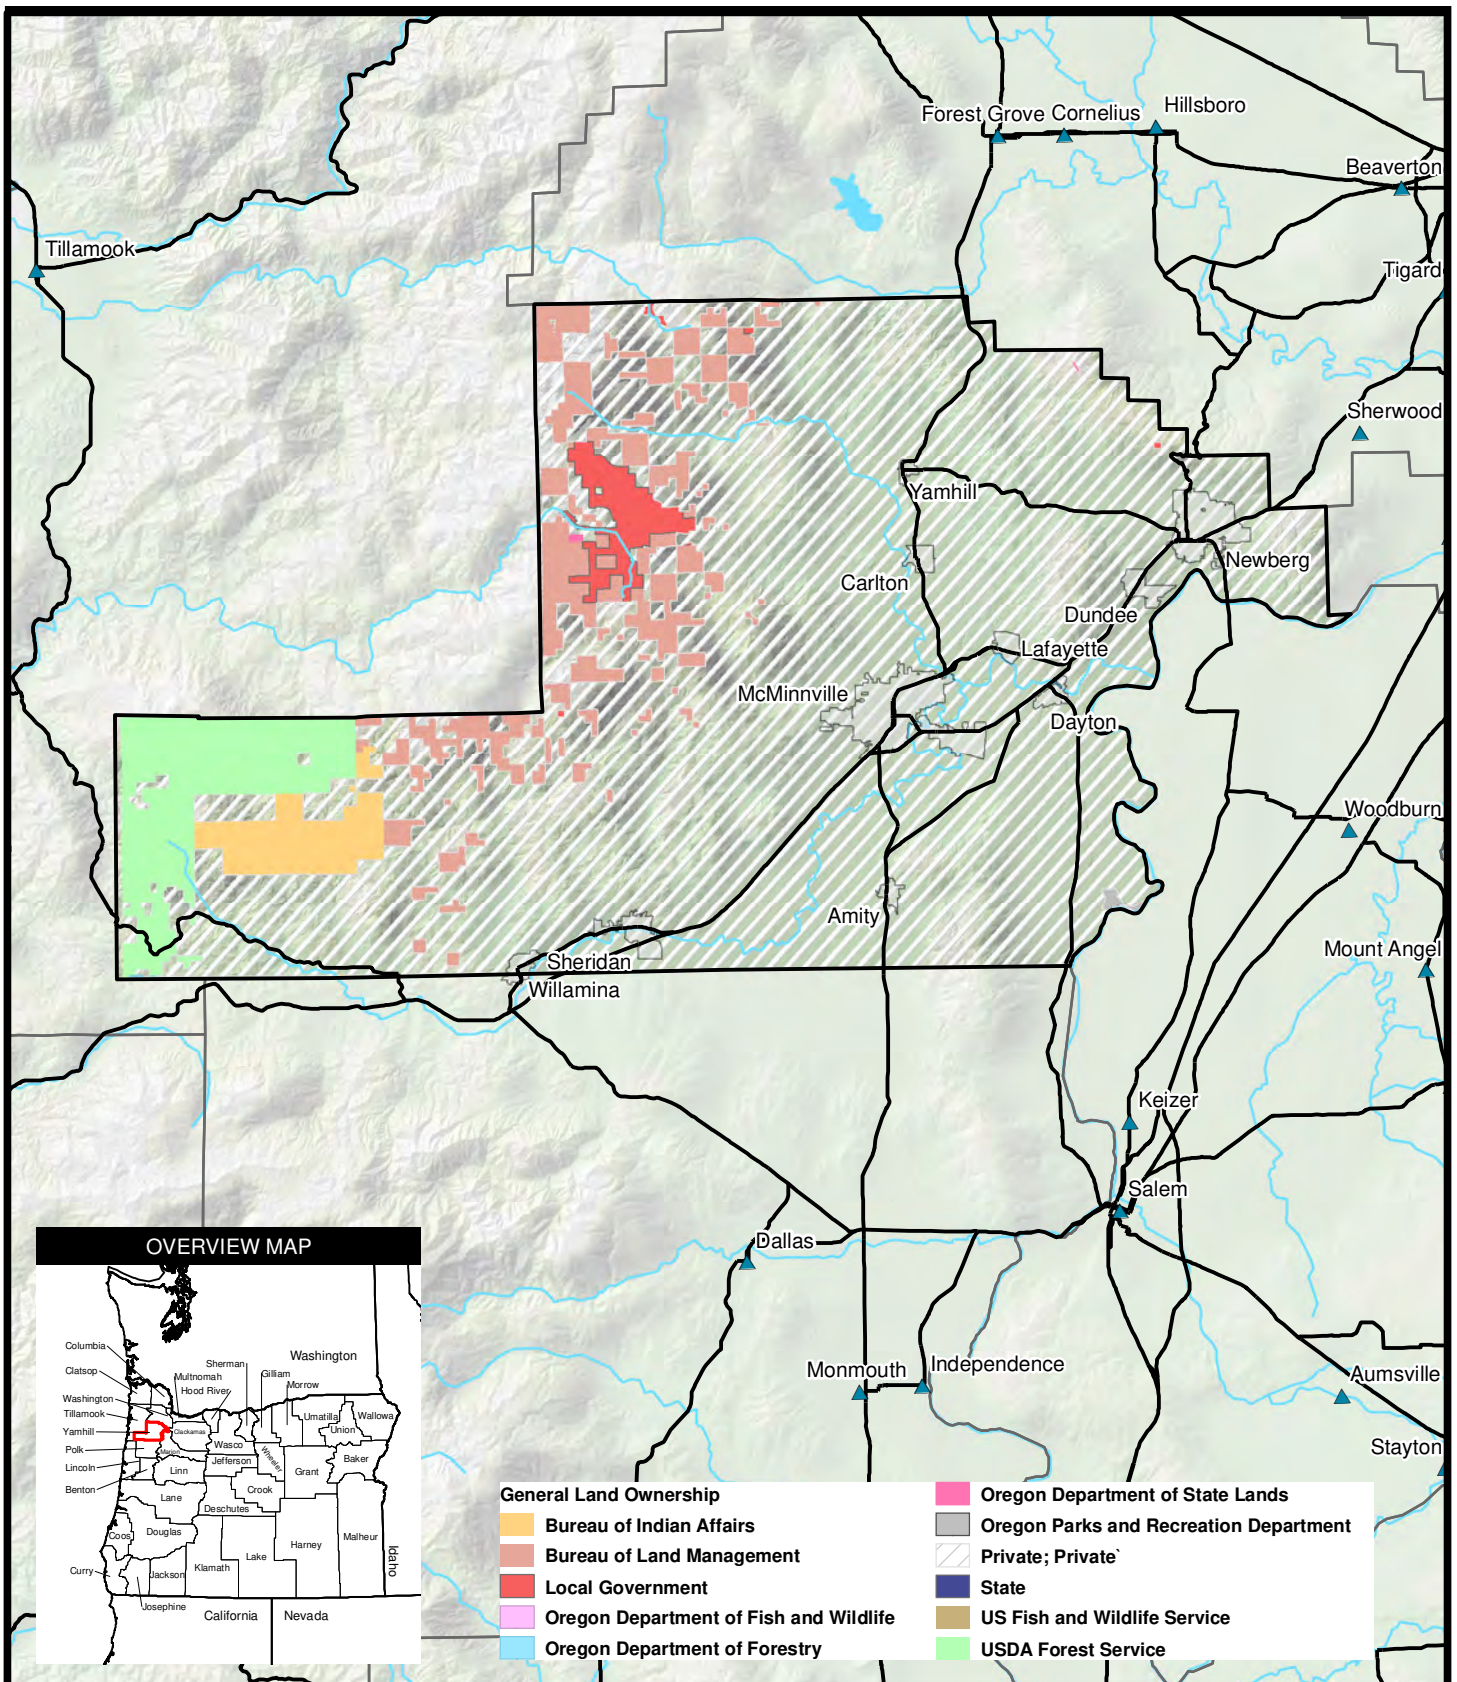 Forest Grove
Cornelius
Hillsboro
Beaverton
Tillamook
Tigard
Sherwood
Yamhill
Newberg
Carlton
Dundee
Lafayette
McMinnville
Dayton
Woodburn
Amity
Mount Angel
Sheridan
Willamina
Keizer
Salem
Dallas
Monmouth
Independence
Aumsville
Stayton
OVERVIEW MAP
Columbia
Clatsop
Washington
Tillamook
Yamhill
Polk
Lincoln
Benton
Multnomah
Hood River
Sherman
Gilliam
Morrow
Washington
Umatilla
Wallowa
Union
Clackamas
Marion
Wasco
Jefferson
Wheeler
Grant
Baker
Linn
Crook
Lane
Deschutes
Coos
Douglas
Malheur
Harney
Lake
Klamath
Curry
Jackson
Josephine
Idaho
California
Nevada
General Land Ownership
Bureau of Indian Affairs
Bureau of Land Management
Local Government
Oregon Department of Fish and Wildlife
Oregon Department of Forestry
Oregon Department of State Lands
Oregon Parks and Recreation Department
Private; Private`
State
US Fish and Wildlife Service
USDA Forest Service